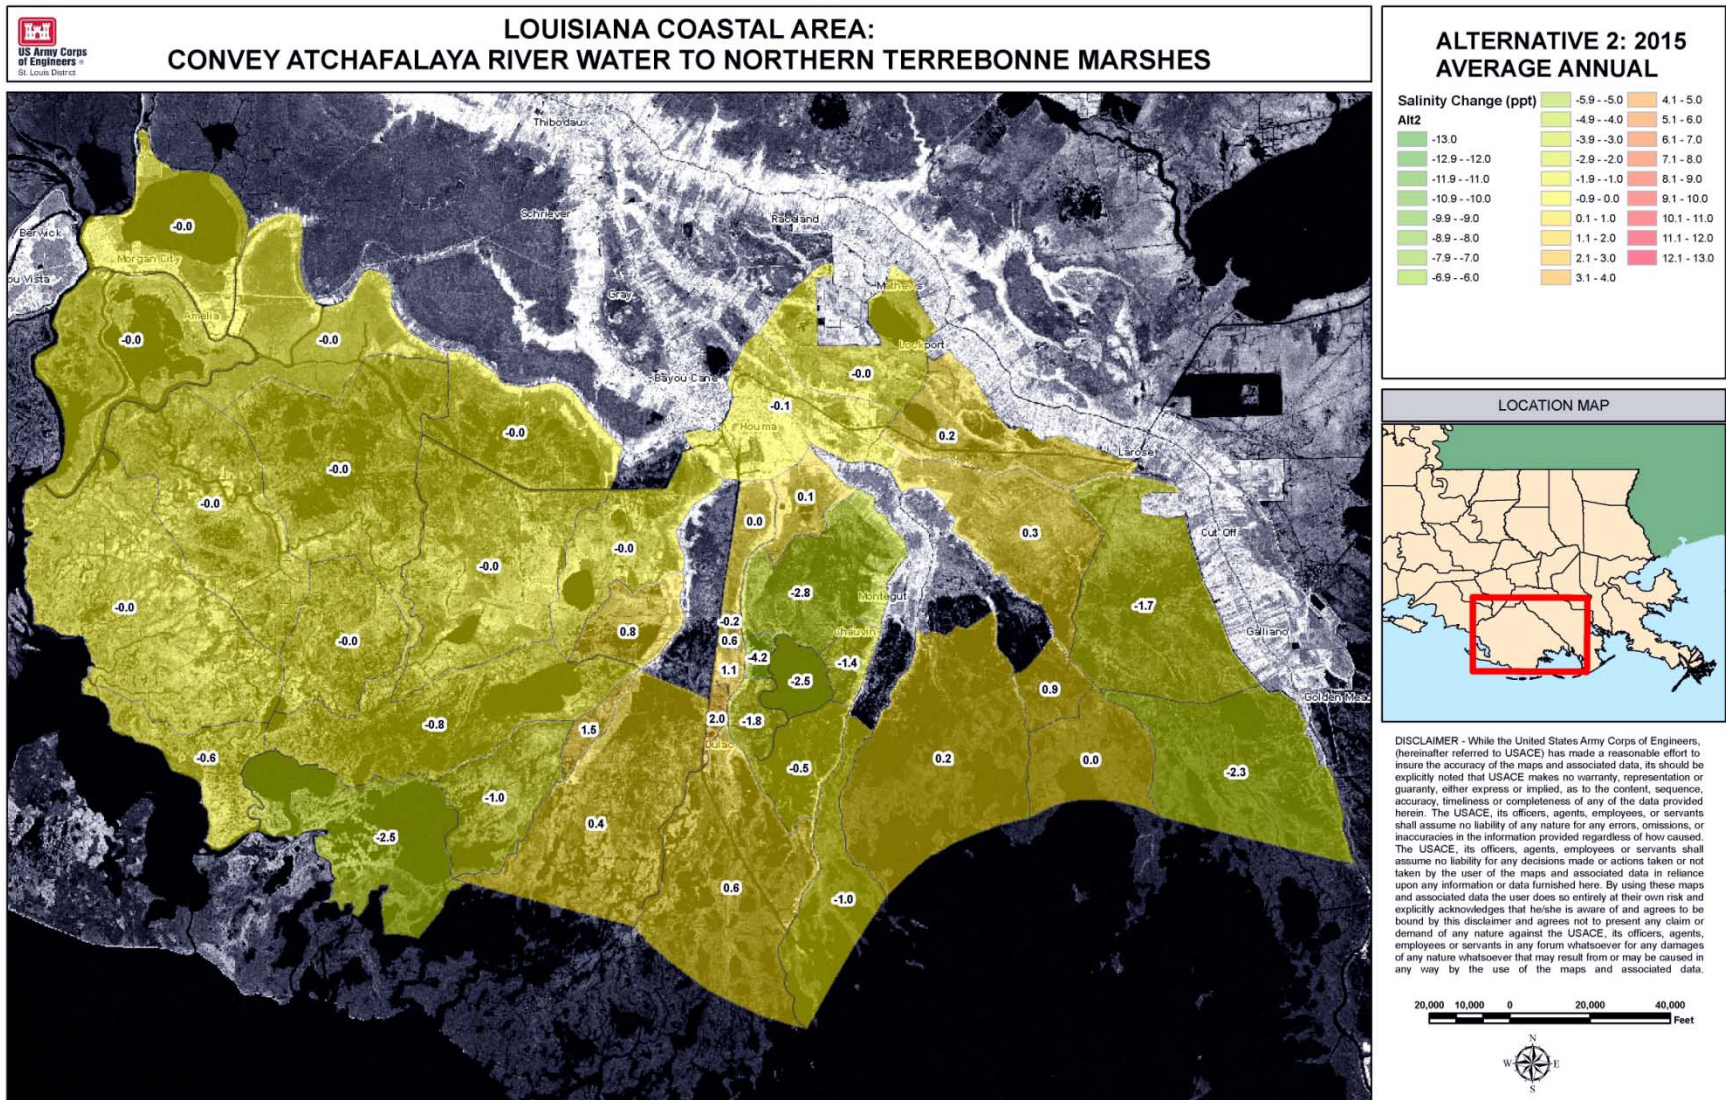 US Army Corps
of Engineers ®
St. Louis District
LOUISIANA COASTAL AREA:
CONVEY ATCHAFALAYA RIVER WATER TO NORTHERN TERREBONNE MARSHES
Thibodaux
Schriever
Raceland
Berwick
-0.0
Morgan City
ou Vista
Gray
Mathews
Amelia
-0.0
-0.0
Lockport
Bayou Cane
-0.0
-0.1
Houma
-0.0
0.2
Larose
-0.0
-0.0
0.1
0.0
0.3
Cut Off
-0.0
-0.0
-2.8
Montegut
-0.0
-1.7
-0.2
0.8
0.6
Chauvin
Galliano
-0.0
-4.2
-1.4
1.1
-2.5
0.9
Golden Mead
2.0
-1.8
-0.8
1.5
Dulac
-0.6
-0.5
0.2
0.0
-2.3
-1.0
0.4
-2.5
0.6
-1.0
ALTERNATIVE 2: 2015
AVERAGE ANNUAL
Salinity Change (ppt)
Alt2
-13.0
-12.9 - -12.0
-11.9 - -11.0
-10.9 - -10.0
-9.9 - -9.0
-8.9 - -8.0
-7.9 - -7.0
-6.9 - -6.0
-5.9 - -5.0
-4.9 - -4.0
-3.9 - -3.0
-2.9 - -2.0
-1.9 - -1.0
-0.9 - 0.0
0.1 - 1.0
1.1 - 2.0
2.1 - 3.0
3.1 - 4.0
4.1 - 5.0
5.1 - 6.0
6.1 - 7.0
7.1 - 8.0
8.1 - 9.0
9.1 - 10.0
10.1 - 11.0
11.1 - 12.0
12.1 - 13.0
LOCATION MAP
DISCLAIMER - While the United States Army Corps of Engineers,
(hereinafter referred to USACE) has made a reasonable effort to
insure the accuracy of the maps and associated data, its should be
explicitly noted that USACE makes no warranty, representation or
guaranty, either express or implied, as to the content, sequence,
accuracy, timeliness or completeness of any of the data provided
herein. The USACE, its officers, agents, employees, or servants
shall assume no liability of any nature for any errors, omissions, or
inaccuracies in the information provided regardless of how caused.
The USACE, its officers, agents, employees or servants shall
assume no liability for any decisions made or actions taken or not
taken by the user of the maps and associated data in reliance
upon any information or data furnished here. By using these maps
and associated data the user does so entirely at their own risk and
explicitly acknowledges that he/she is aware of and agrees to be
bound by this disclaimer and agrees not to present any claim or
demand of any nature against the USACE, its officers, agents,
employees or servants in any forum whatsoever for any damages
of any nature whatsoever that may result from or may be caused in
any way by the use of the maps and associated data.
20,000 10,000 0 20,000 40,000
Feet
N
W E
S